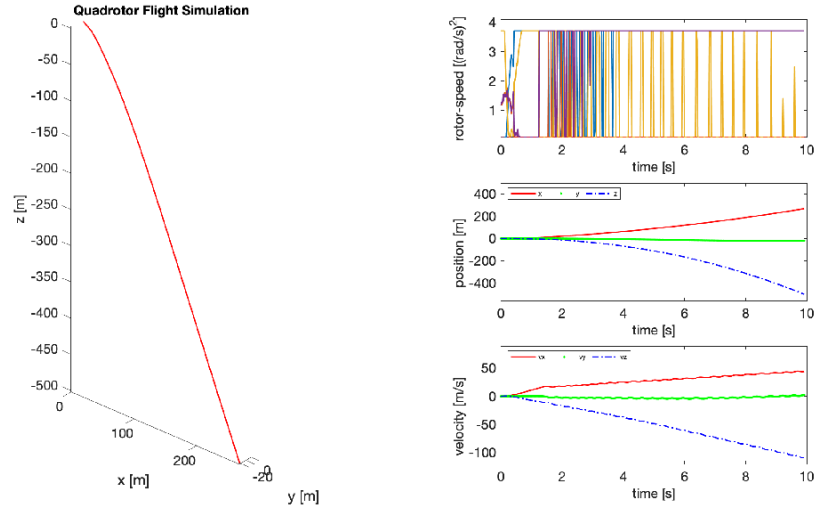 Quadrotor Flight Simulation
0
-50
-100
-150
-200
-250
-300
-350
-400
-450
-500
z [m]
0
100
200
x [m]
-20
0
y [m]
4
3
2
1
rotor-speed [(rad/s)²]
0 2 4 6 8 10
time [s]
x y z
400
200
0
-200
-400
position [m]
0 2 4 6 8 10
time [s]
vx vy vz
50
0
-50
-100
velocity [m/s]
0 2 4 6 8 10
time [s]